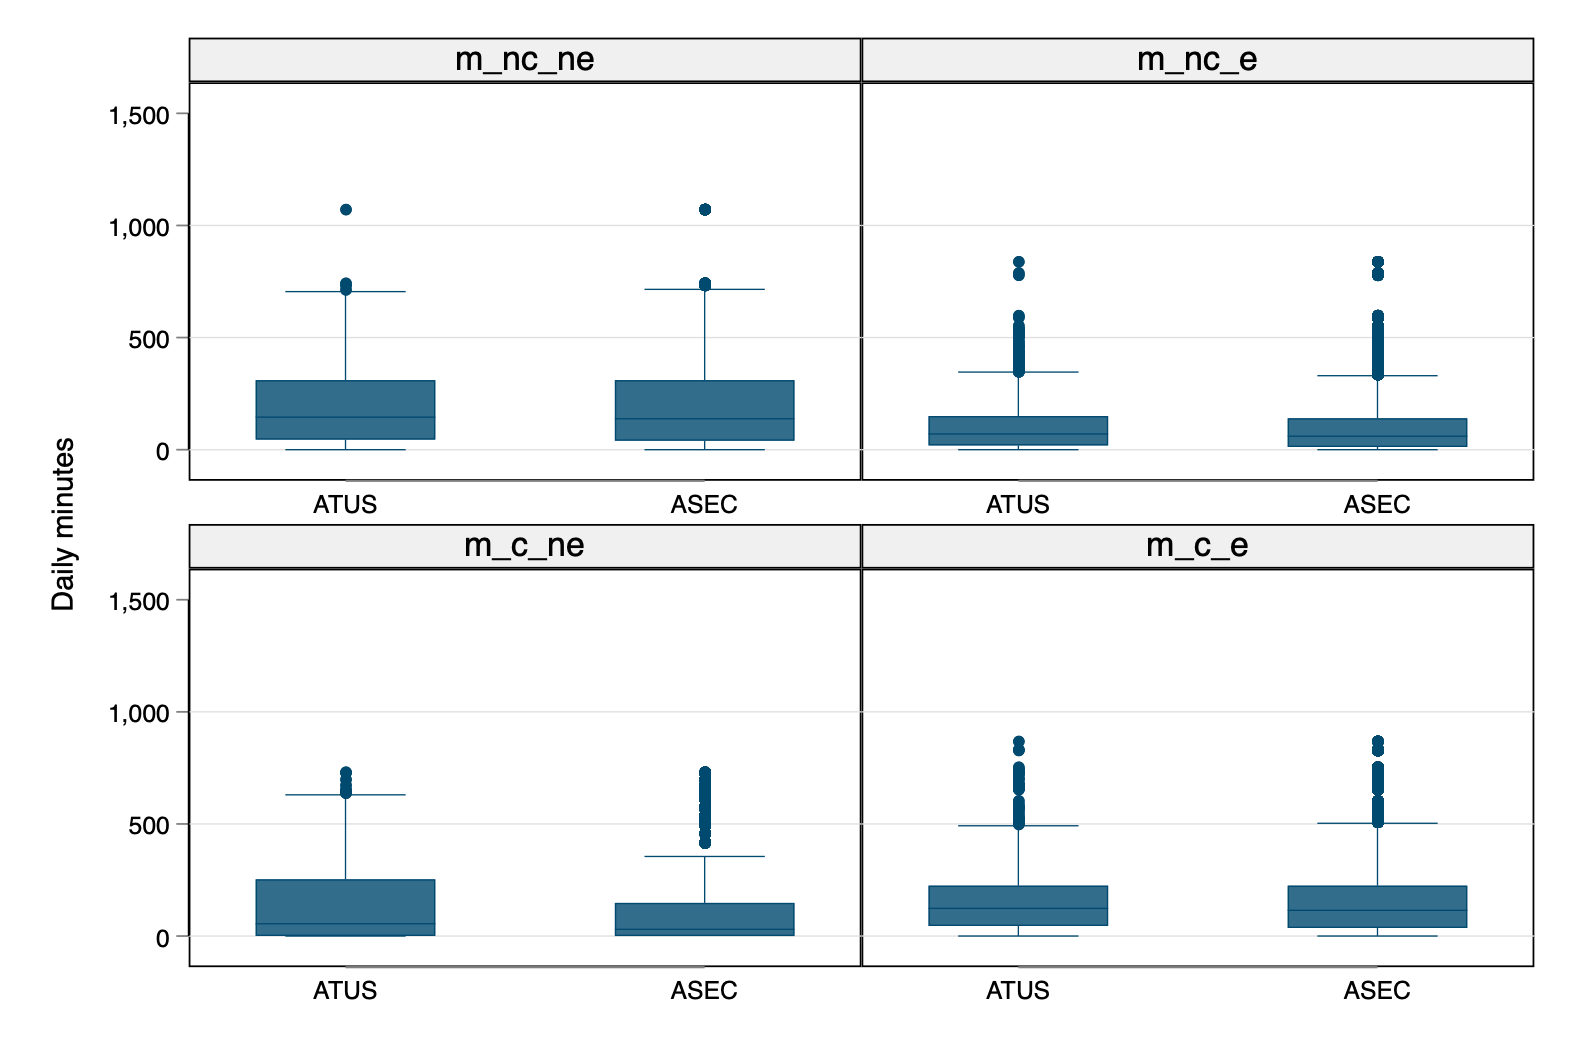 m_nc_ne
m_nc_e
1,500
1,000
500
0
ATUS
ASEC
ATUS
ASEC
Daily minutes
m_c_ne
m_c_e
1,500
1,000
500
0
ATUS
ASEC
ATUS
ASEC